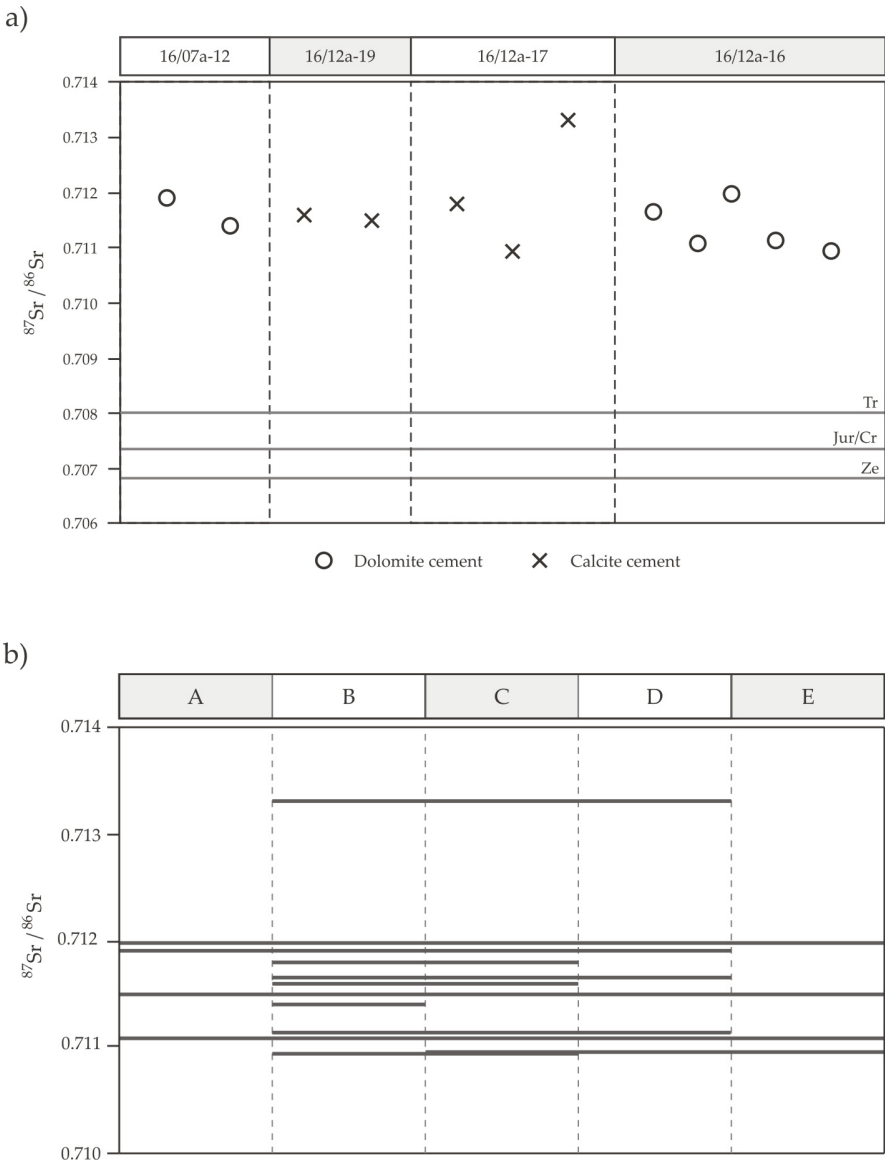 a)
16/07a-12 16/12a-19 16/12a-17 16/12a-16
0.714
0.713
0.712
0.711
0.710
0.709
0.708
0.707
0.706
⁸⁷Sr/⁸⁶Sr
Tr
Jur/Cr
Ze
Dolomite cement Calcite cement
b)
A B C D E
0.714
0.713
0.712
0.711
0.710
⁸⁷Sr/⁸⁶Sr